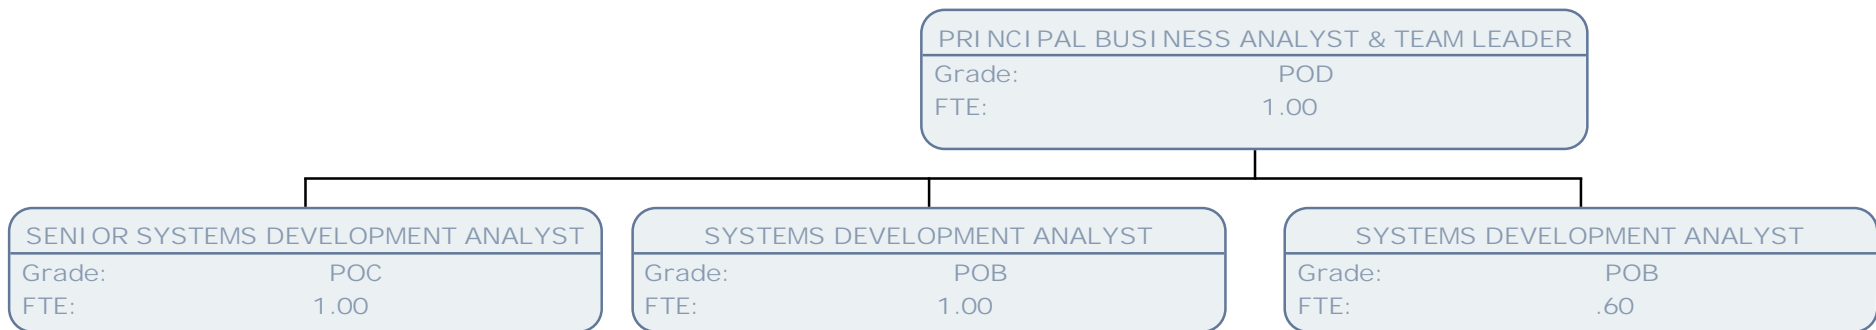 PRINCIPAL BUSINESS ANALYST & TEAM LEADER
Grade: POD
FTE: 1.00
SENIOR SYSTEMS DEVELOPMENT ANALYST
Grade: POC
FTE: 1.00
SYSTEMS DEVELOPMENT ANALYST
Grade: POB
FTE: 1.00
SYSTEMS DEVELOPMENT ANALYST
Grade: POB
FTE: .60